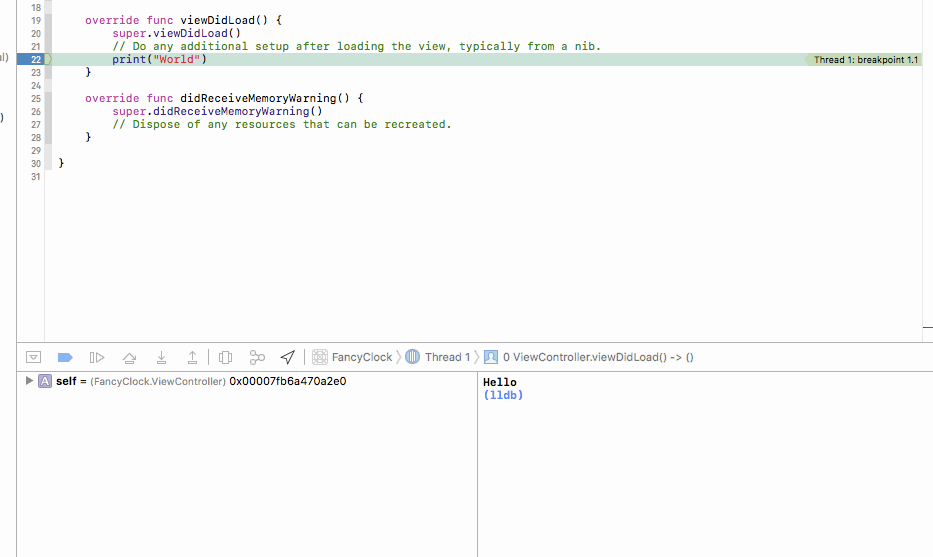 18
19 override func viewDidLoad() {
20 super.viewDidLoad()
21 // Do any additional setup after loading the view, typically from a nib.
al) 22 print("World") Thread 1: breakpoint 1.1
23 }
24
25 override func didReceiveMemoryWarning() {
26 super.didReceiveMemoryWarning()
) 27 // Dispose of any resources that can be recreated.
28 }
29
30 }
31
FancyClock Thread 1 0 ViewController.viewDidLoad() -> ()
A self = (FancyClock.ViewController) 0x00007fb6a470a2e0
Hello
(lldb)